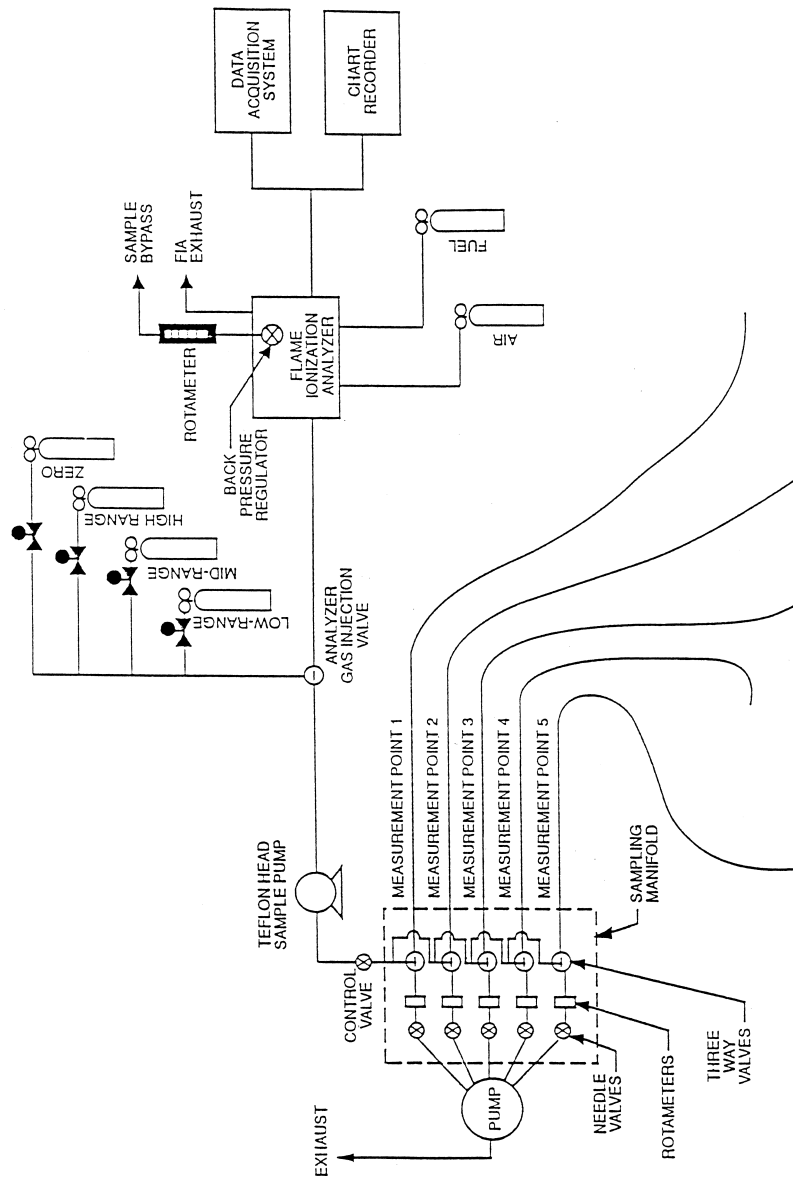 EXHAUST
PUMP
NEEDLE
VALVES
ROTAMETERS
THREE
WAY
VALVES
SAMPLING
MANIFOLD
CONTROL
VALVE
TEFLON HEAD
SAMPLE PUMP
MEASUREMENT POINT 1
MEASUREMENT POINT 2
MEASUREMENT POINT 3
MEASUREMENT POINT 4
MEASUREMENT POINT 5
ANALYZER
GAS INJECTION
VALVE
LOW-RANGE
MID-RANGE
HIGH RANGE
ZERO
BACK
PRESSURE
REGULATOR
ROTAMETER
FLAME
IONIZATION
ANALYZER
SAMPLE
BYPASS
FIA
EXHAUST
AIR
FUEL
DATA
ACQUISITION
SYSTEM
CHART
RECORDER